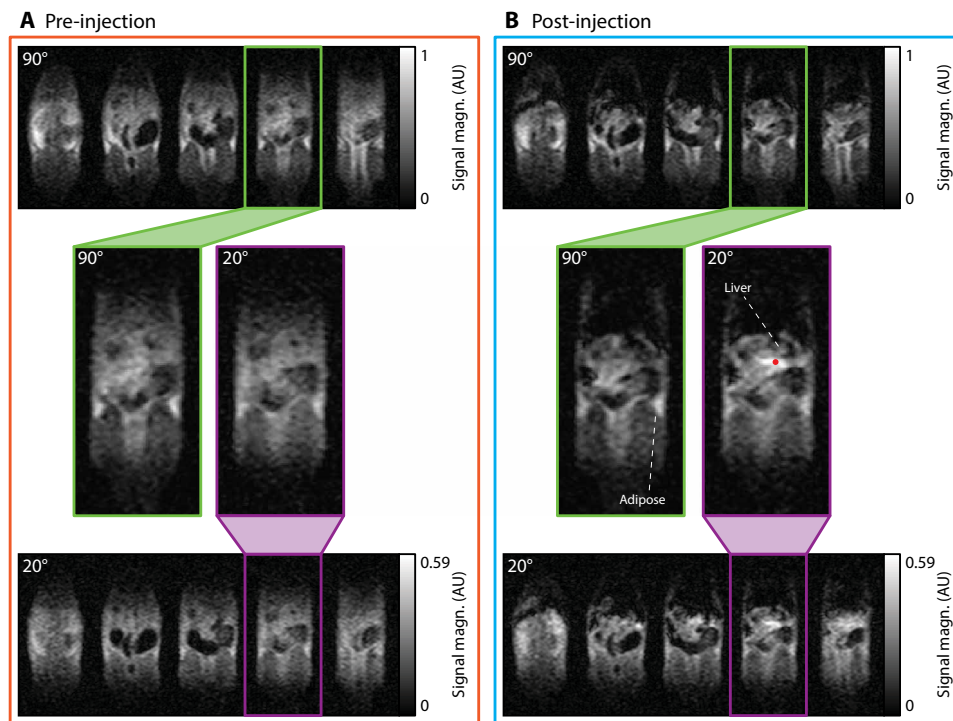 A Pre-injection
90°
1
0
Signal magn. (AU)
90°
20°
20°
0.59
0
Signal magn. (AU)
B Post-injection
90°
1
0
Signal magn. (AU)
90°
20°
Liver
Adipose
20°
0.59
0
Signal magn. (AU)